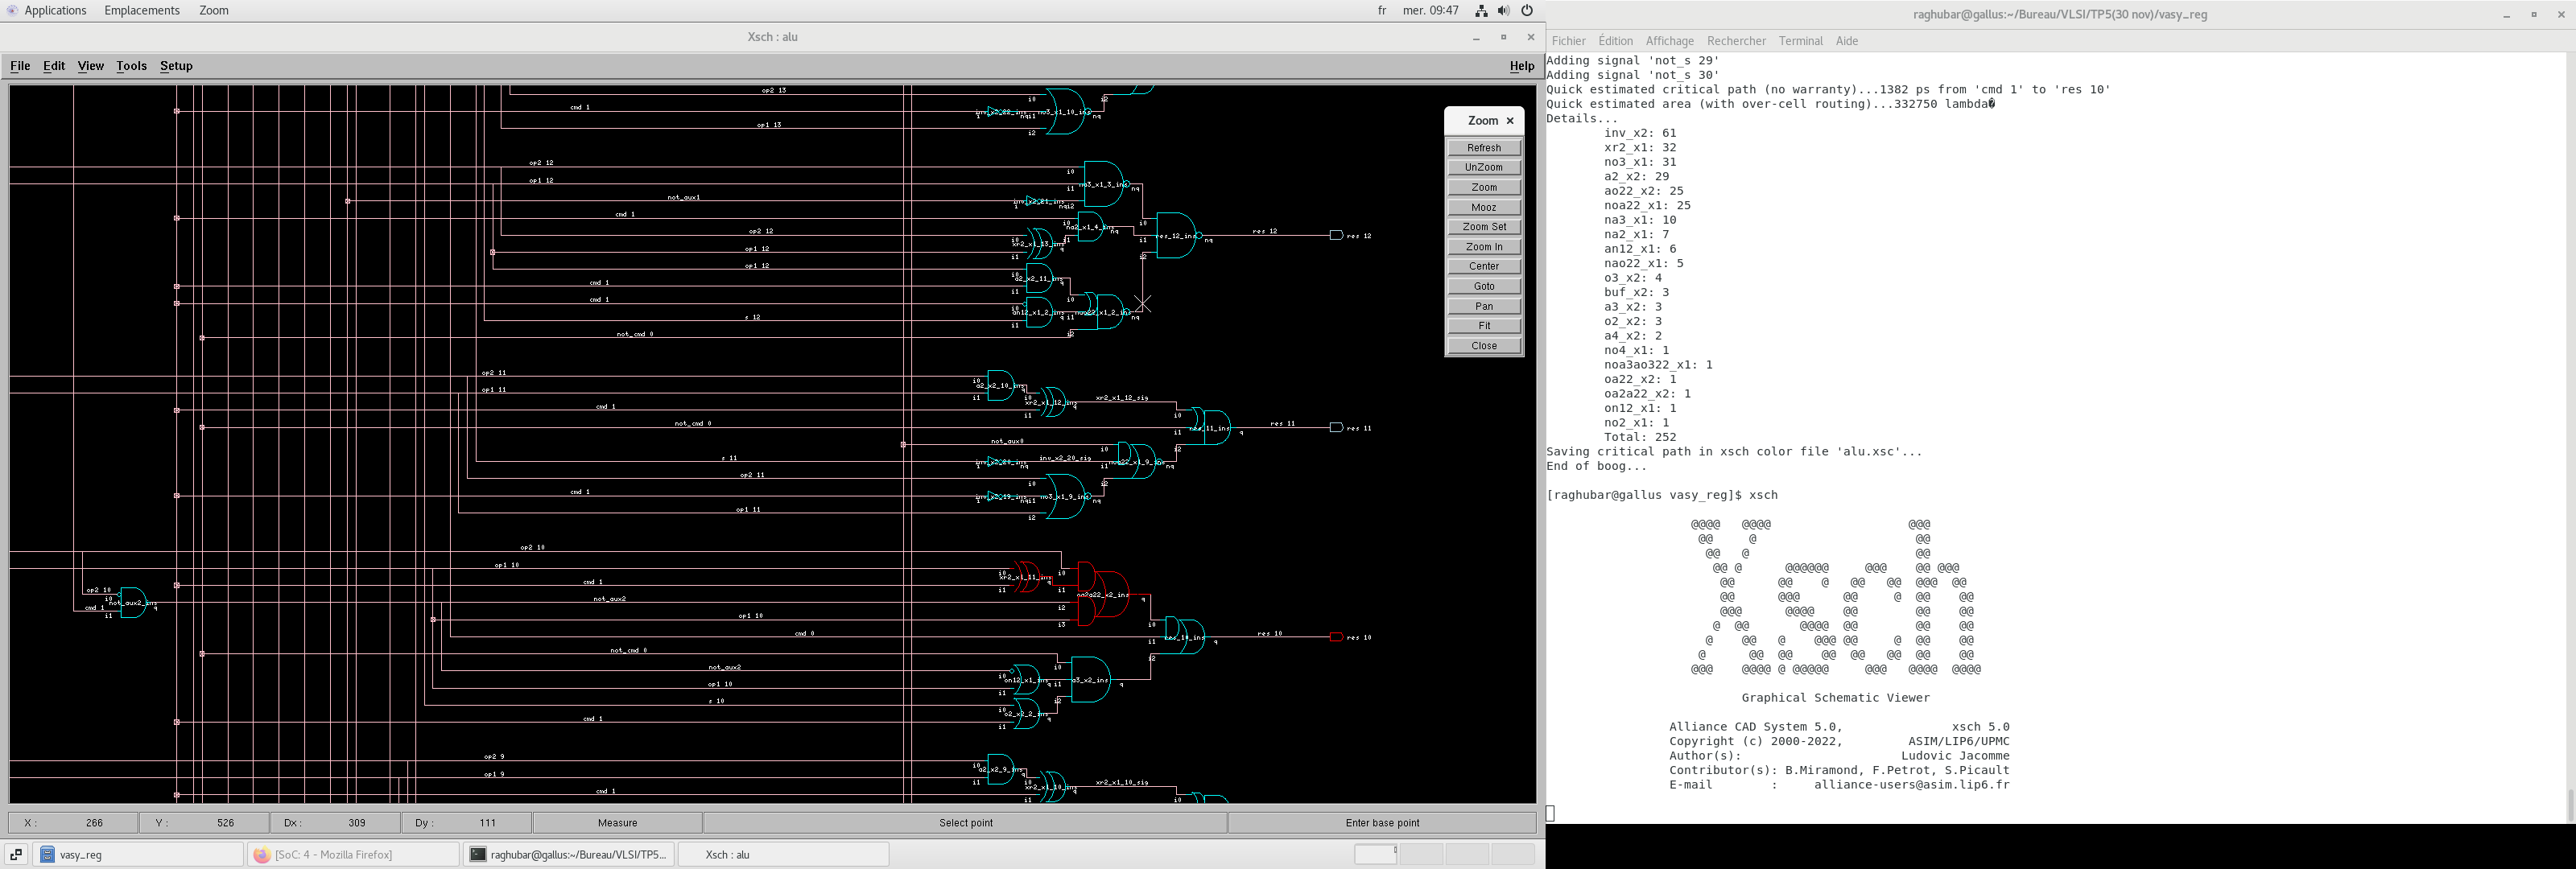 Applications Emplacements Zoom fr mer. 09:47
Xsch : alu
File Edit View Tools Setup Help
op2 13
cmd 1
op1 13
op2 12
op1 12
not_aux1
cmd 1
op2 12
op1 12
op1 12
cmd 1
cmd 1
s 12
not_cmd 0
res 12 res 12
op2 11
op1 11
cmd 1
xr2_x1_12_sig
not_cmd 0
res 11 res 11
not_aux0
s 11
inv_x2_20_sig
op2 11
cmd 1
op1 11
op2 10
op1 10
cmd 1
op2 10
cmd 1
not_aux2
op1 10
cmd 0
res 10 res 10
not_cmd 0
not_aux2
op1 10
s 10
cmd 1
op2 9
op1 9
xr2_x1_10_sig
cmd 1
Zoom
Refresh
UnZoom
Zoom
Mooz
Zoom Set
Zoom In
Center
Goto
Pan
Fit
Close
X : 266 Y : 526 Dx : 309 Dy : 111 Measure Select point Enter base point
vasy_reg [SoC: 4 - Mozilla Firefox] raghubar@gallus:~/Bureau/VLSI/TP5... Xsch : alu
raghubar@gallus:~/Bureau/VLSI/TP5(30 nov)/vasy_reg
Fichier Édition Affichage Rechercher Terminal Aide
Adding signal 'not_s 29'
Adding signal 'not_s 30'
Quick estimated critical path (no warranty)...1382 ps from 'cmd 1' to 'res 10'
Quick estimated area (with over-cell routing)...332750 lambda�
Details...
inv_x2: 61
xr2_x1: 32
no3_x1: 31
a2_x2: 29
ao22_x2: 25
noa22_x1: 25
na3_x1: 10
na2_x1: 7
an12_x1: 6
nao22_x1: 5
o3_x2: 4
buf_x2: 3
a3_x2: 3
o2_x2: 3
a4_x2: 2
no4_x1: 1
noa3ao322_x1: 1
oa22_x2: 1
oa2a22_x2: 1
on12_x1: 1
no2_x1: 1
Total: 252
Saving critical path in xsch color file 'alu.xsc'...
End of boog...
[raghubar@gallus vasy_reg]$ xsch
Graphical Schematic Viewer
Alliance CAD System 5.0, xsch 5.0
Copyright (c) 2000-2022, ASIM/LIP6/UPMC
Author(s): Ludovic Jacomme
Contributor(s): B.Miramond, F.Petrot, S.Picault
E-mail : alliance-users@asim.lip6.fr